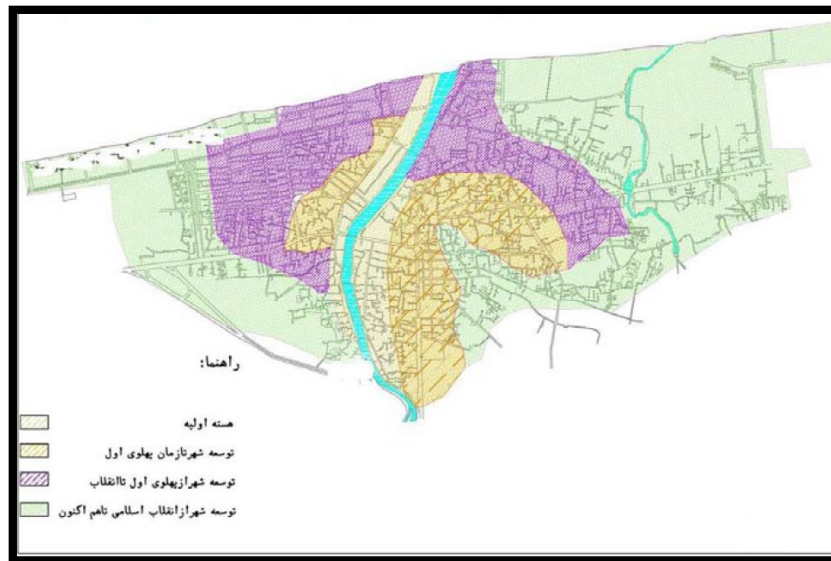 راهنما:
هسته اولیه
توسعه شهرتازمان پهلوی اول
توسعه شهرازپهلوی اول تاانقلاب
توسعه شهرازانقلاب اسلامی تاهم اکنون